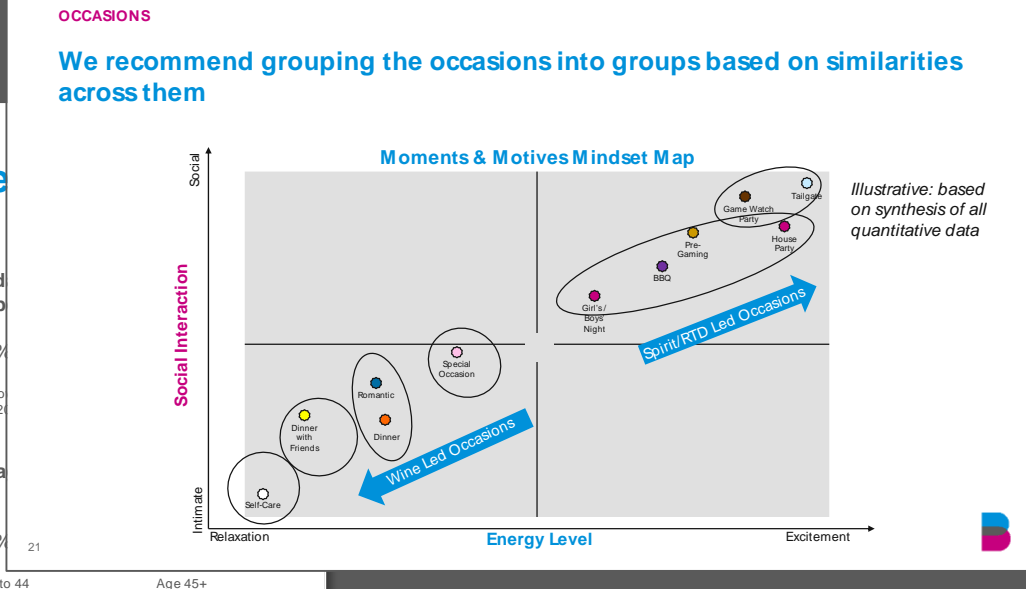 OCCASIONS
We recommend grouping the occasions into groups based on similarities
across them
Moments & Motives Mindset Map
Social
Tailgate
Game Watch
Party
Illustrative: based
on synthesis of all
quantitative data
House
Party
Pre-
Gaming
BBQ
Girl's/
Boys'
Night
Spirit/RTD Led Occasions
Social Interaction
Special
Occasion
Romantic
Dinner
Dinner
with
Friends
Wine Led Occasions
Self-Care
Intimate
Relaxation
Energy Level
Excitement
21
to 44
Age 45+